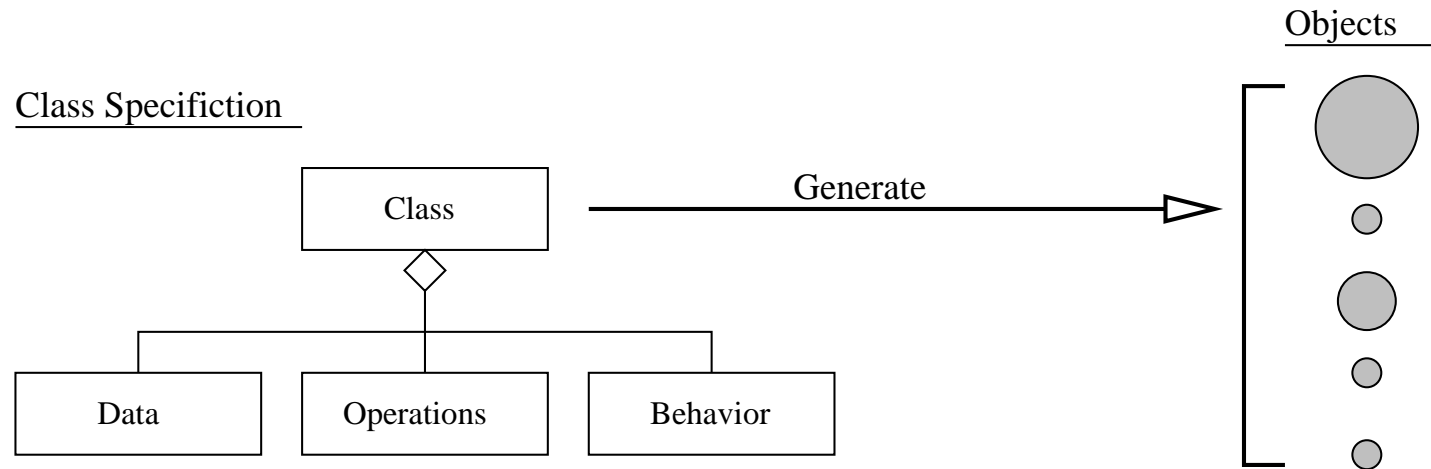 Objects
Class Specifiction
Generate
Class
Data
Operations
Behavior